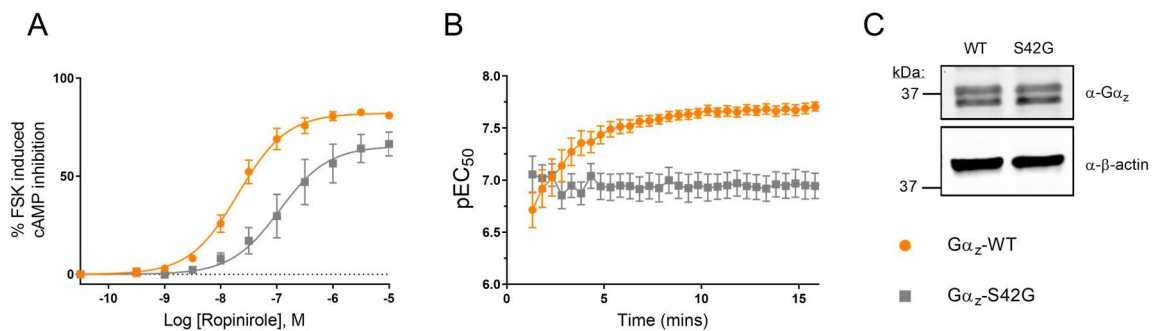 A
% FSK induced
cAMP inhibition
100
50
0
-10
-9
-8
-7
-6
-5
Log [Ropinirole], M
B
pEC50
8.0
7.5
7.0
6.5
6.0
0
5
10
15
Time (mins)
C
WT S42G
kDa:
37
α-Gαz
α-β-actin
37
Gαz-WT
Gαz-S42G